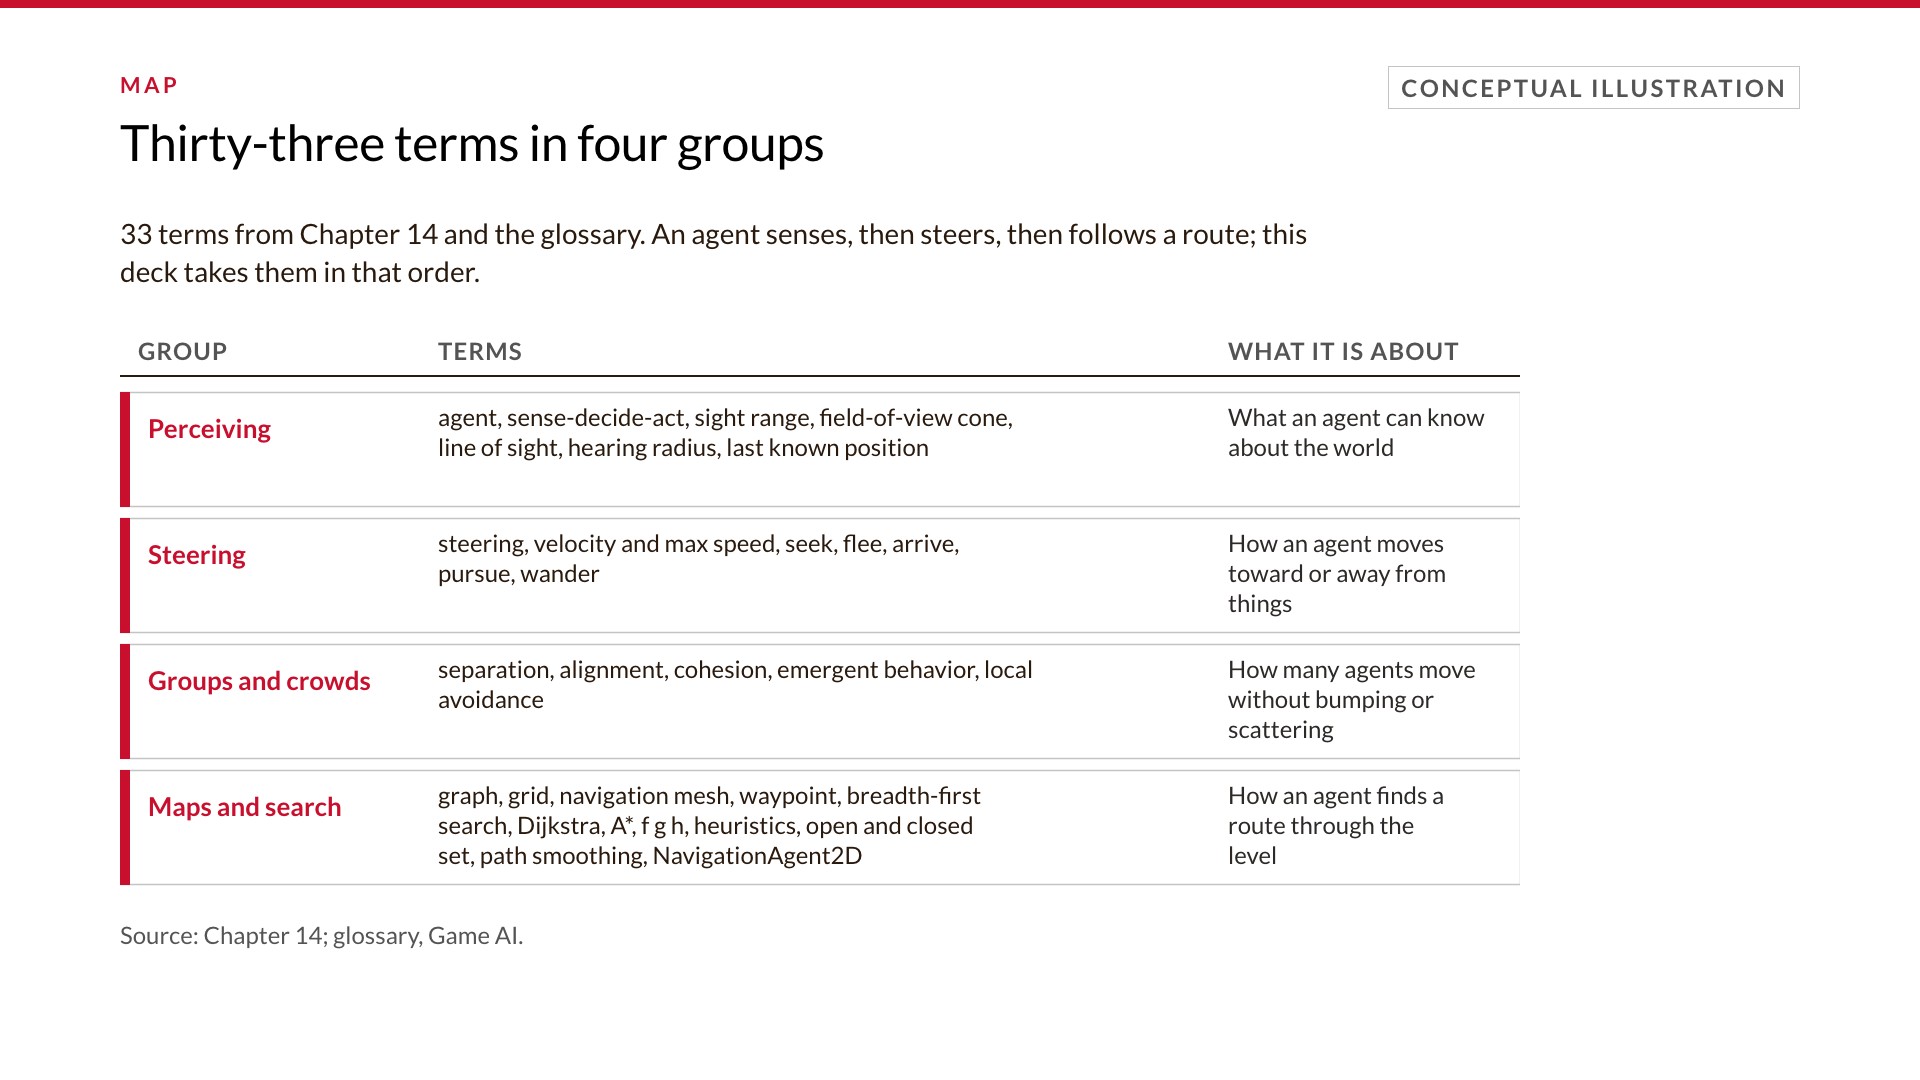 MAP
CONCEPTUAL ILLUSTRATION
Thirty-three terms in four groups
33 terms from Chapter 14 and the glossary. An agent senses, then steers, then follows a route; this
deck takes them in that order.
GROUP
TERMS
WHAT IT IS ABOUT
Perceiving
agent, sense-decide-act, sight range, field-of-view cone,
line of sight, hearing radius, last known position
What an agent can know
about the world
Steering
steering, velocity and max speed, seek, flee, arrive,
pursue, wander
How an agent moves
toward or away from
things
Groups and crowds
separation, alignment, cohesion, emergent behavior, local
avoidance
How many agents move
without bumping or
scattering
Maps and search
graph, grid, navigation mesh, waypoint, breadth-first
search, Dijkstra, A*, f g h, heuristics, open and closed
set, path smoothing, NavigationAgent2D
How an agent finds a
route through the
level
Source: Chapter 14; glossary, Game AI.